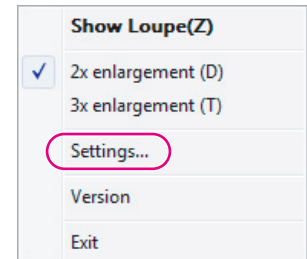 Show Loupe(Z)
2x enlargement (D)
3x enlargement (T)
Settings...
Version
Exit